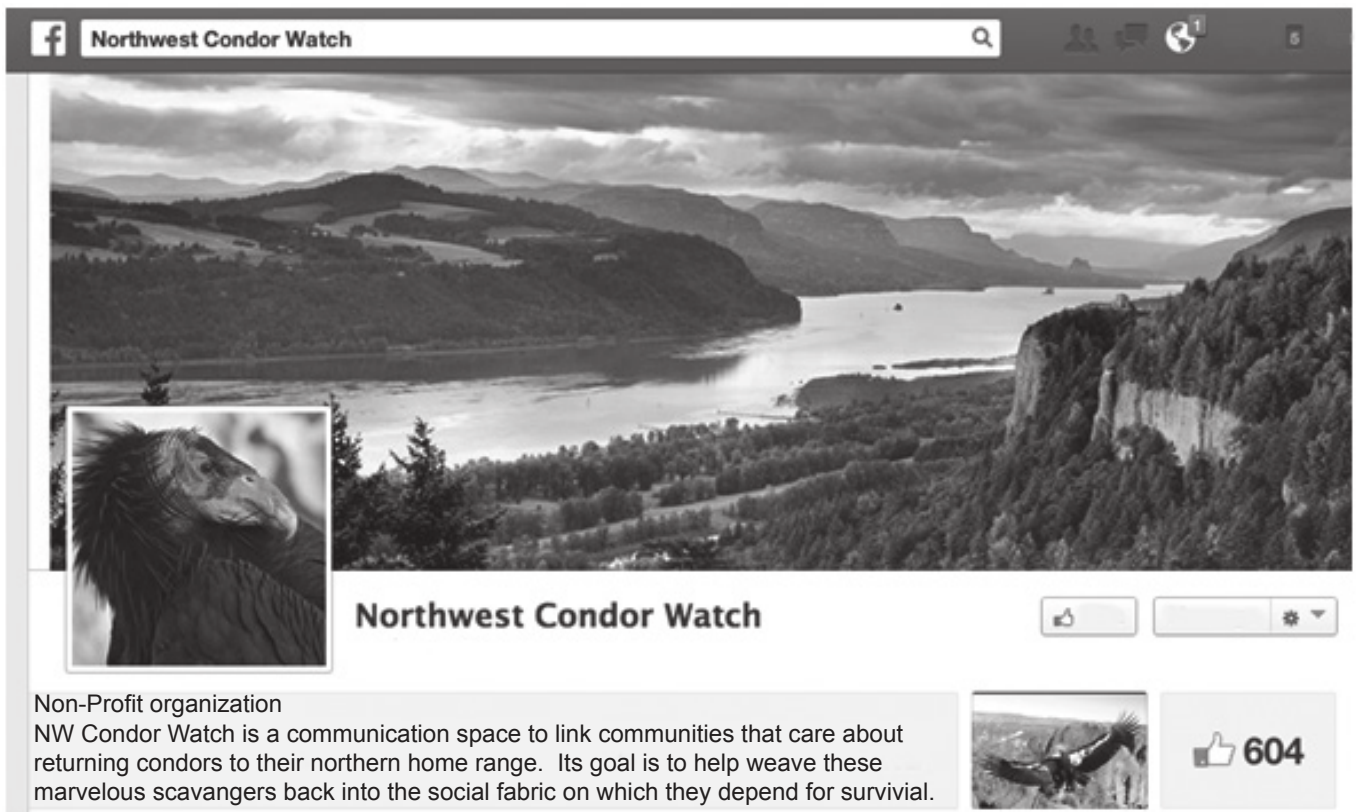 f
Northwest Condor Watch
1
5
Northwest Condor Watch
Non-Profit organization
NW Condor Watch is a communication space to link communities that care about
returning condors to their northern home range. Its goal is to help weave these
marvelous scavangers back into the social fabric on which they depend for survivial.
604